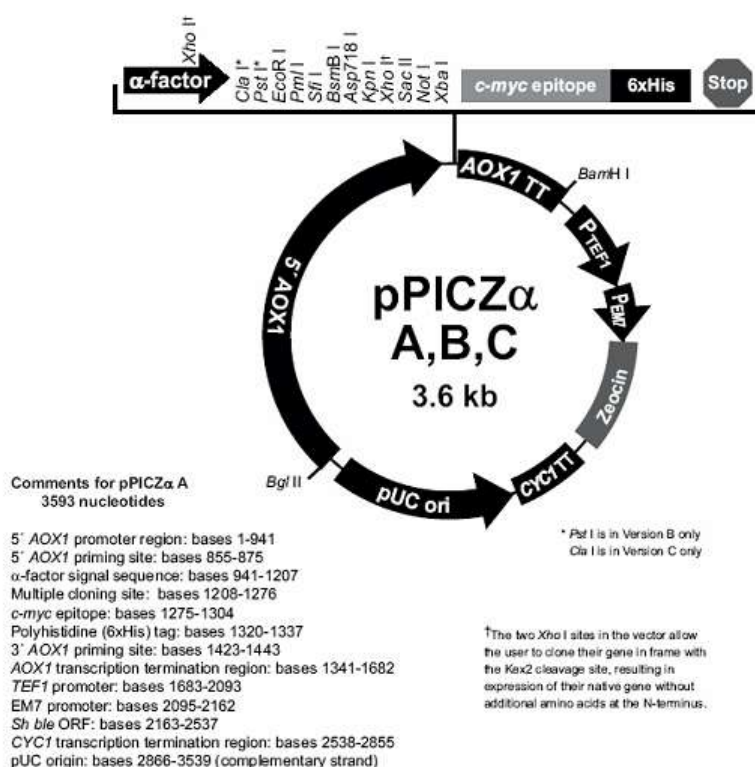 Xho I†
α-factor
Cla I*
Pst I*
EcoR I
Pml I
Sfi I
BsmB I
Asp718 I
Kpn I
Xho I†
Sac II
Not I
Xba I
c-myc epitope
6xHis
Stop
AOX1 TT
BamH I
PTEF1
PEM7
Zeocin
CYC1 TT
pUC ori
Bgl II
5´ AOX1
pPICZα
A,B,C
3.6 kb
Comments for pPICZα A
3593 nucleotides
5´ AOX1 promoter region: bases 1-941
5´ AOX1 priming site: bases 855-875
α-factor signal sequence: bases 941-1207
Multiple cloning site: bases 1208-1276
c-myc epitope: bases 1275-1304
Polyhistidine (6xHis) tag: bases 1320-1337
3´ AOX1 priming site: bases 1423-1443
AOX1 transcription termination region: bases 1341-1682
TEF1 promoter: bases 1683-2093
EM7 promoter: bases 2095-2162
Sh ble ORF: bases 2163-2537
CYC1 transcription termination region: bases 2538-2855
pUC origin: bases 2866-3539 (complementary strand)
* Pst I is in Version B only
Cla I is in Version C only
†The two Xho I sites in the vector allow
the user to clone their gene in frame with
the Kex2 cleavage site, resulting in
expression of their native gene without
additional amino acids at the N-terminus.